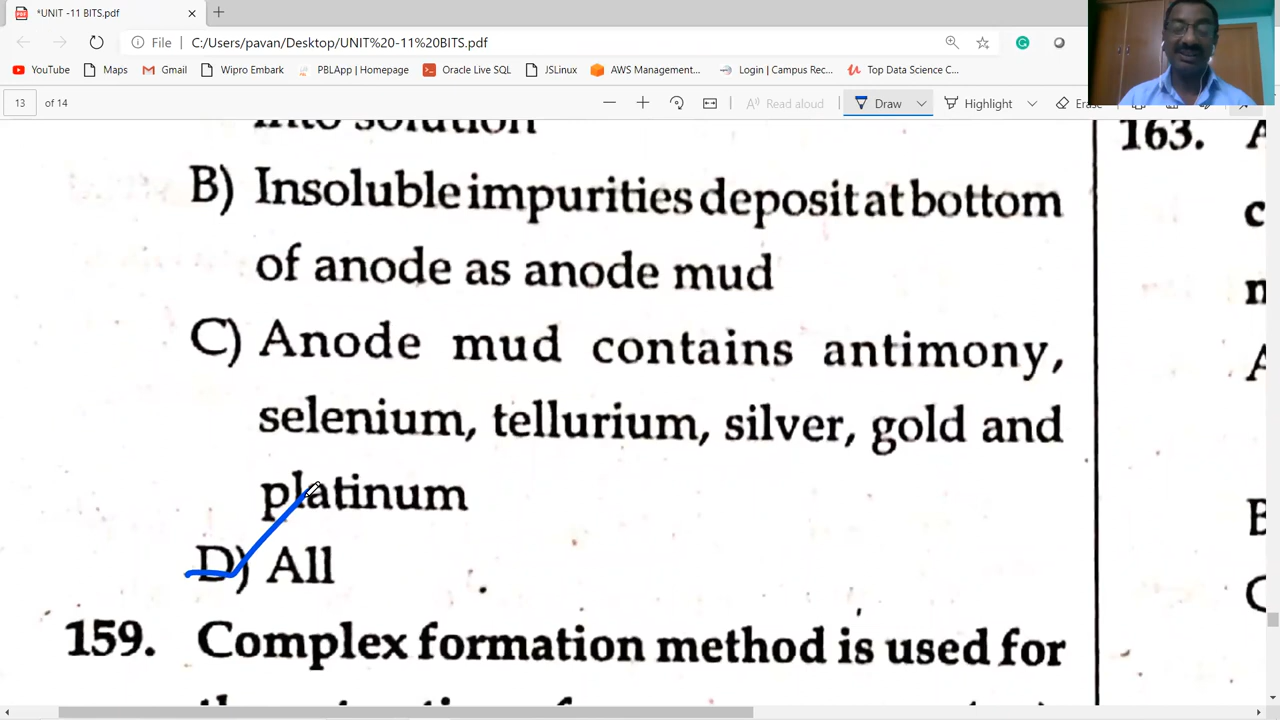 *UNIT -11 BITS.pdf
File
C:/Users/pavan/Desktop/UNIT%20-11%20BITS.pdf
YouTube
Maps
Gmail
Wipro Embark
PBLApp | Homepage
Oracle Live SQL
JSLinux
AWS Management...
Login | Campus Rec...
Top Data Science C...
13 of 14
Read aloud
Draw
Highlight
into solution
B) Insoluble impurities deposit at bottom
of anode as anode mud
C) Anode mud contains antimony,
selenium, tellurium, silver, gold and
platinum
D) All
159. Complex formation method is used for
163.